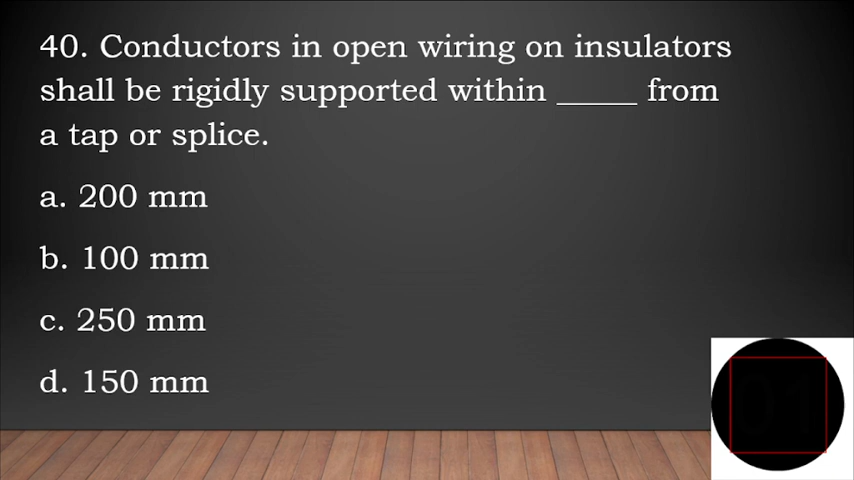 40. Conductors in open wiring on insulators
shall be rigidly supported within _____ from
a tap or splice.
a. 200 mm
b. 100 mm
c. 250 mm
d. 150 mm
01